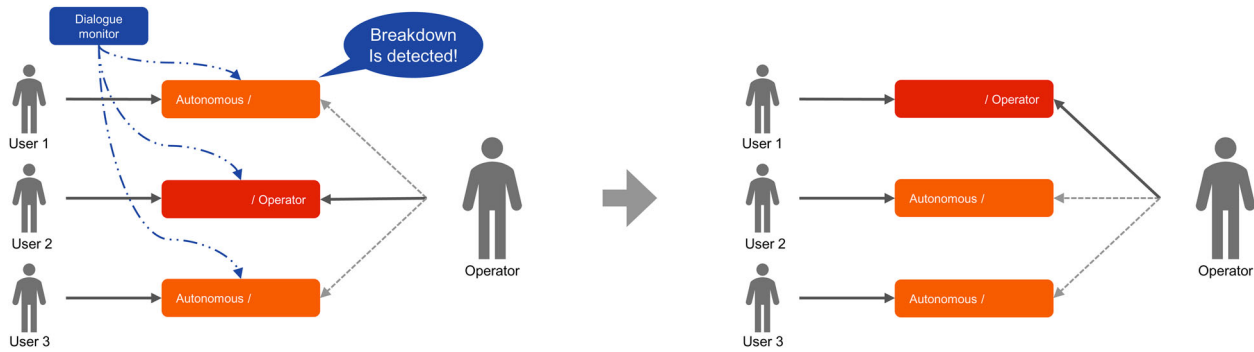 Dialogue
monitor
Breakdown
Is detected!
Autonomous /
User 1
/ Operator
User 2
Operator
Autonomous /
User 3
/ Operator
User 1
Autonomous /
User 2
Operator
Autonomous /
User 3